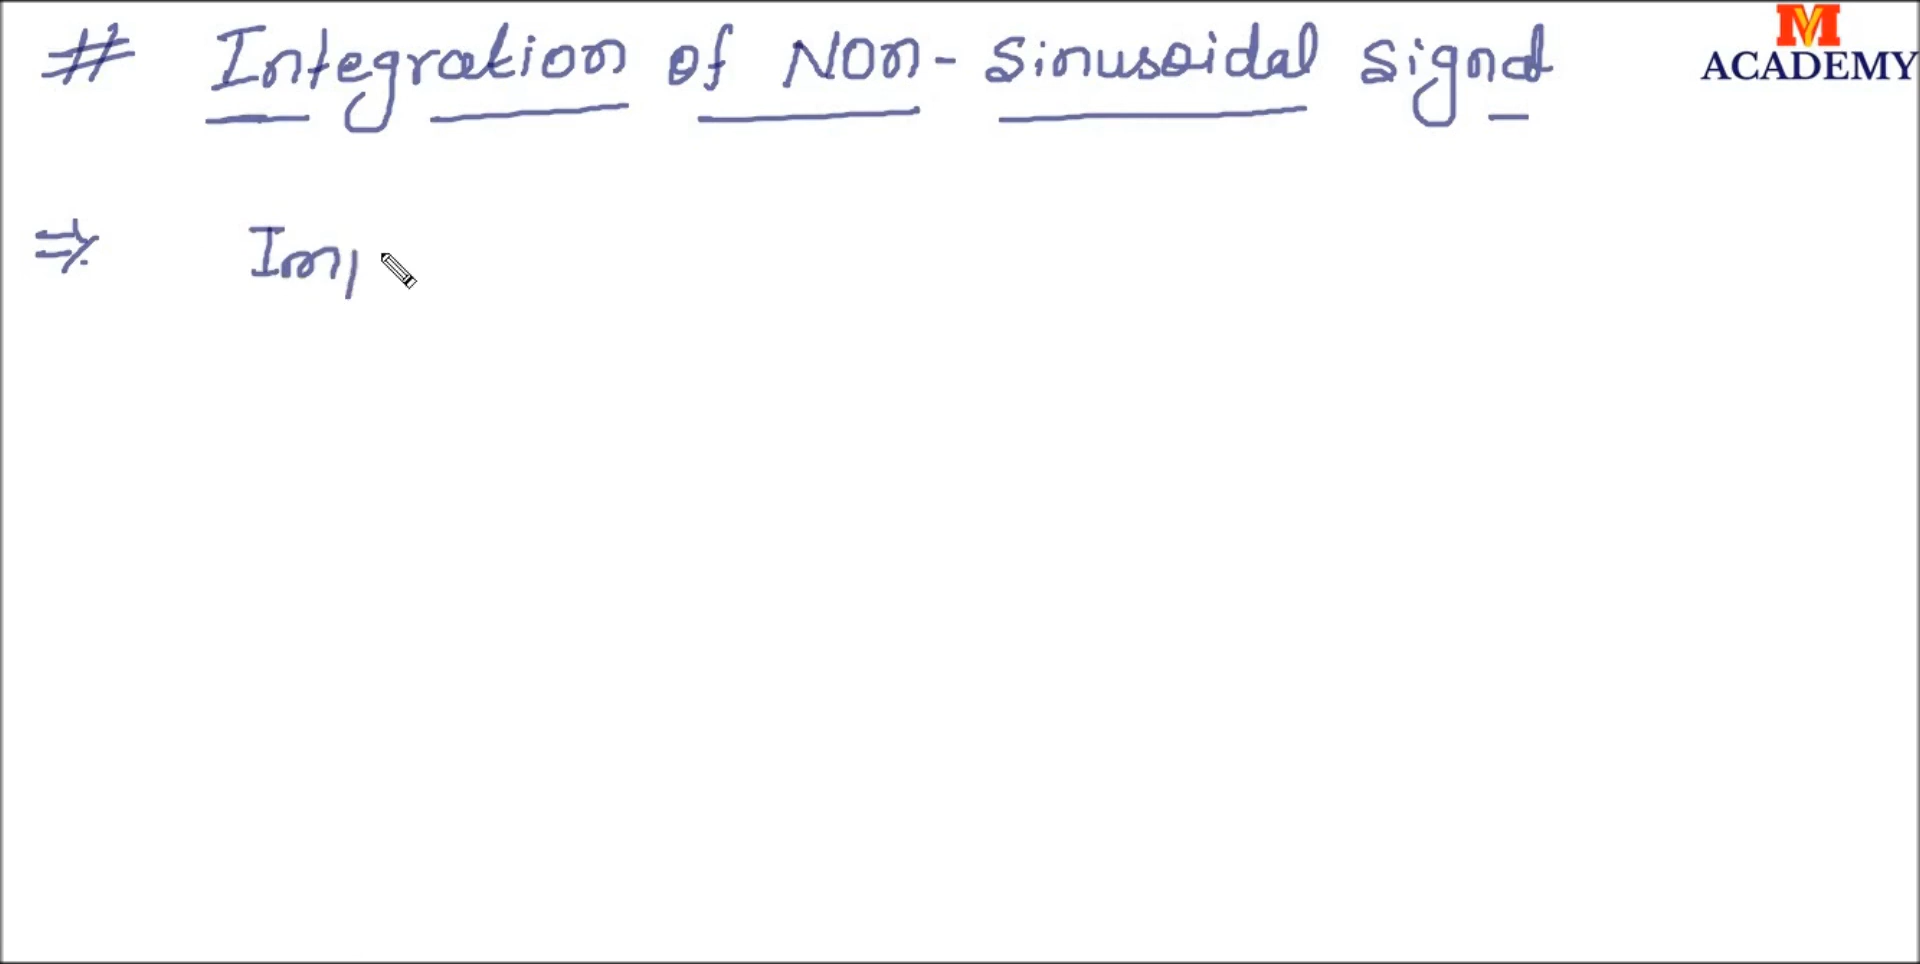 # Integration of Non-Sinusoidal Signal
M
ACADEMY
⇒ Im